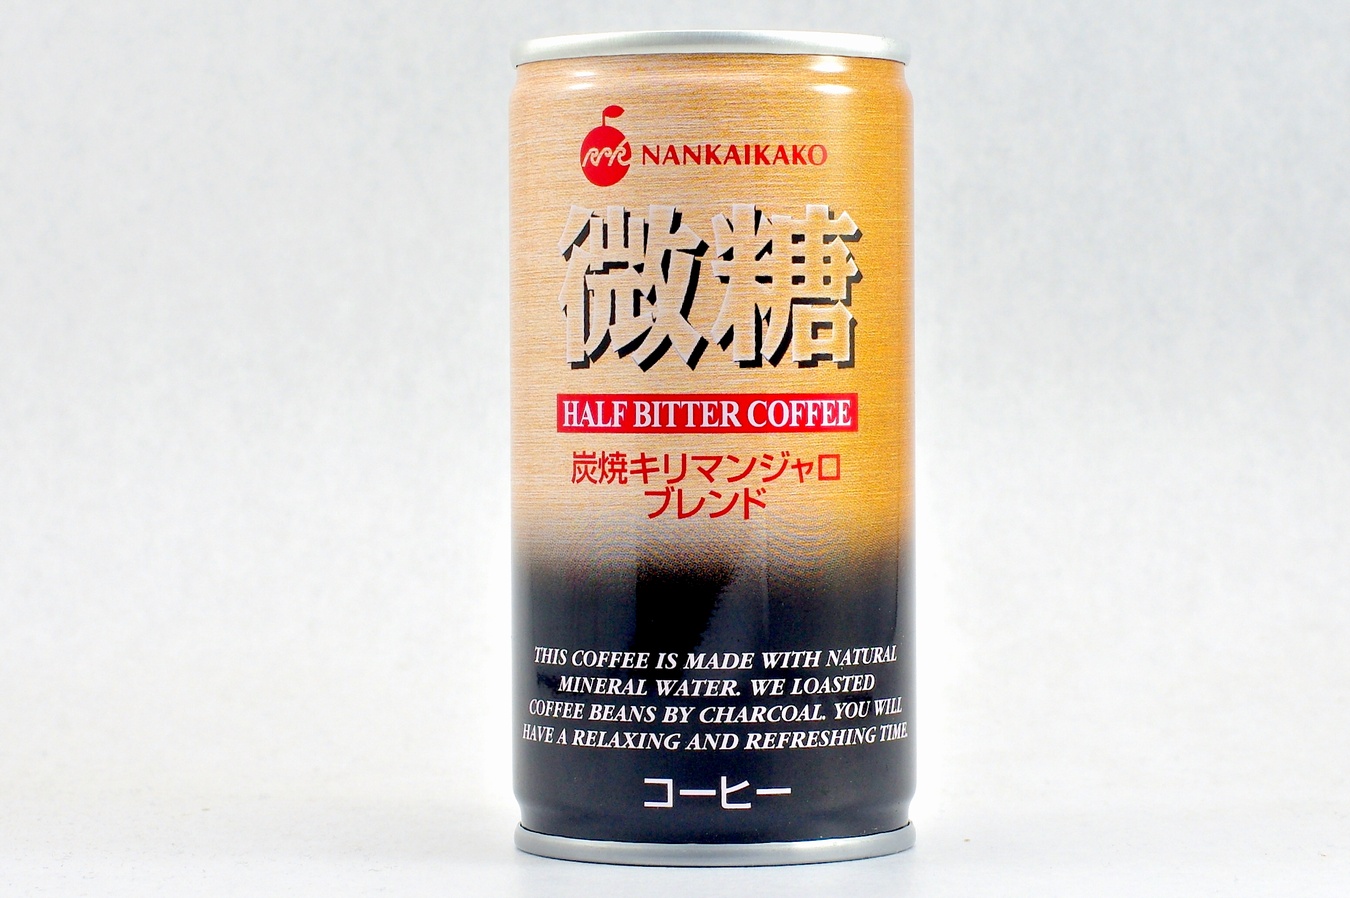 NANKAIKAKO
微糖
HALF BITTER COFFEE
炭焼キリマンジャロ
ブレンド
THIS COFFEE IS MADE WITH NATURAL
MINERAL WATER. WE LOASTED
COFFEE BEANS BY CHARCOAL. YOU WILL
HAVE A RELAXING AND REFRESHING TIME.
コーヒー